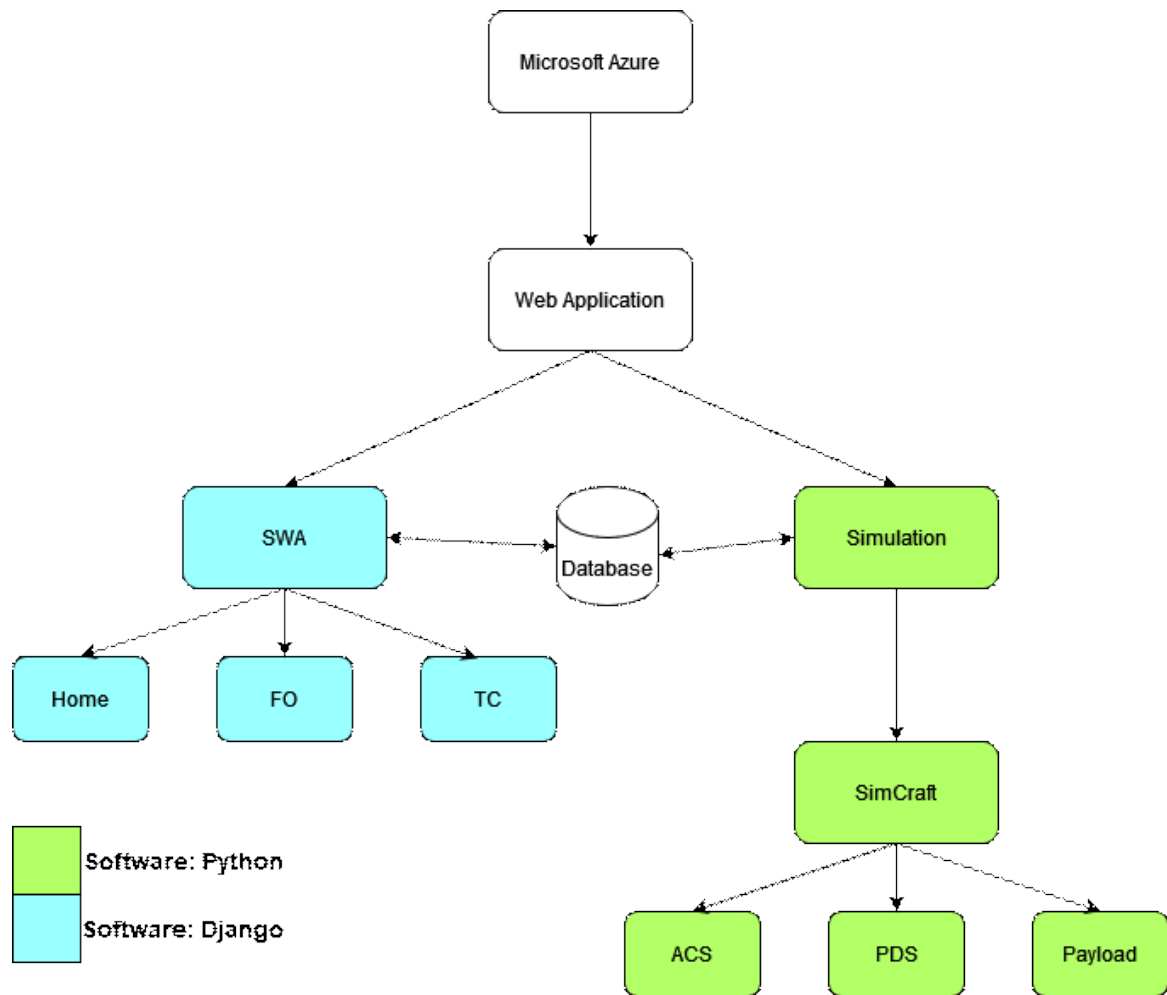 Microsoft Azure
Web Application
SWA
Database
Simulation
Home
FO
TC
SimCraft
Software: Python
Software: Django
ACS
PDS
Payload